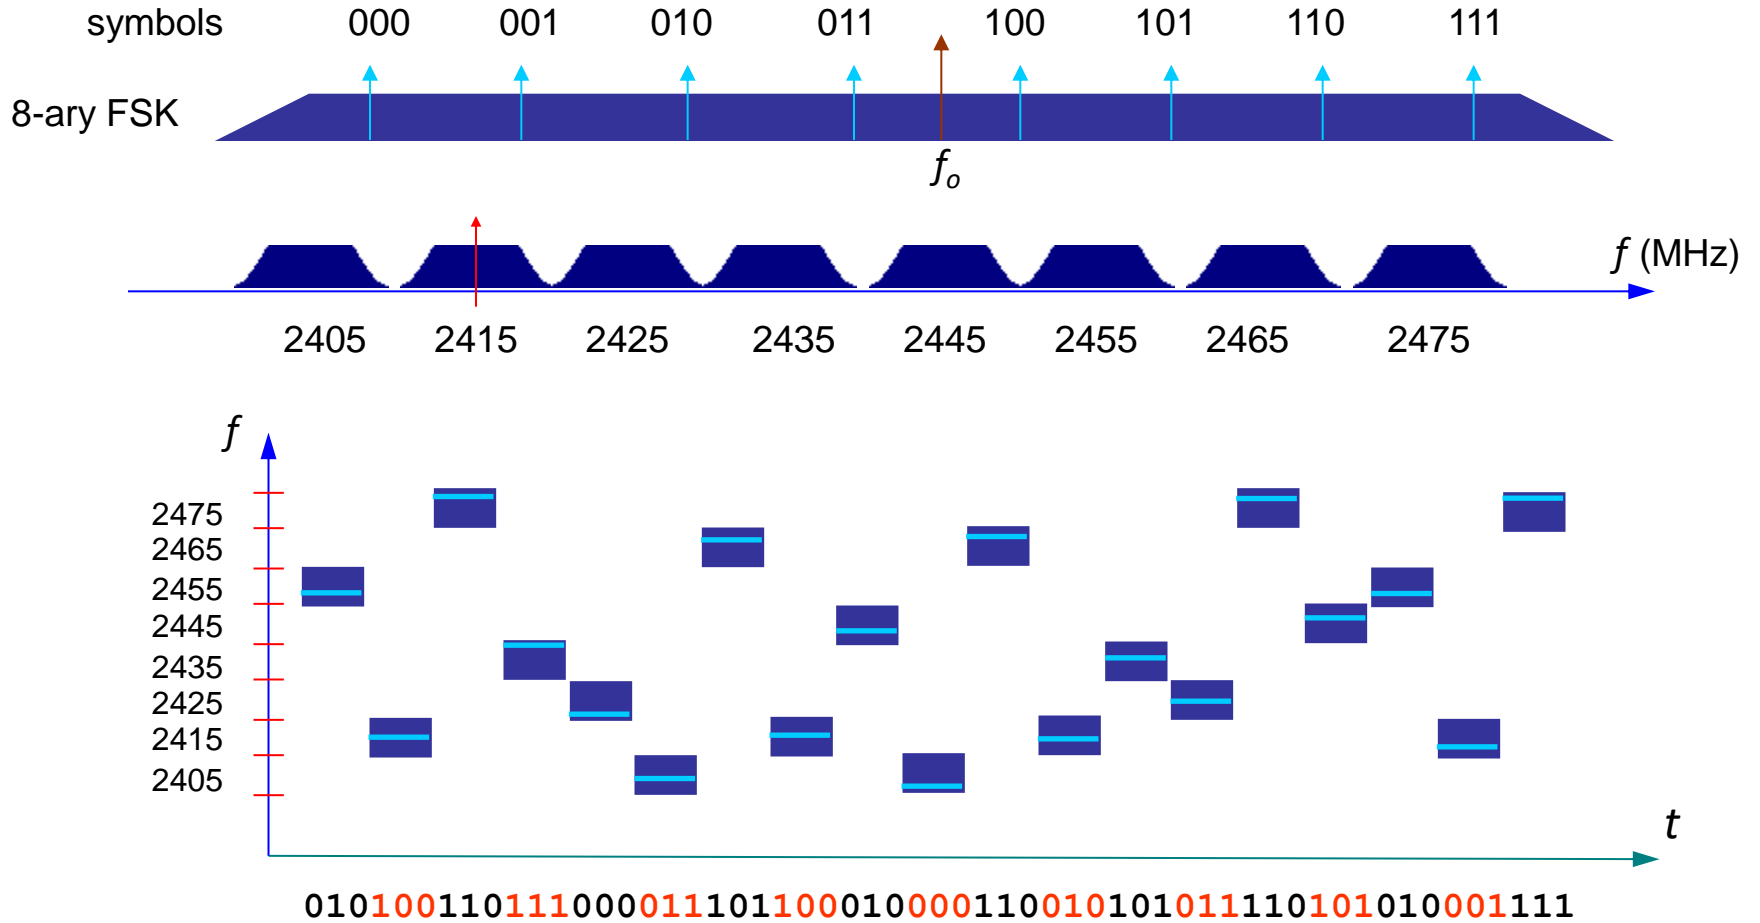 symbols 000 001 010 011 100 101 110 111
8-ary FSK
fo
f (MHz)
2405 2415 2425 2435 2445 2455 2465 2475
f
2475
2465
2455
2445
2435
2425
2415
2405
t
010100110111000011101100010000110010101011110101010001111